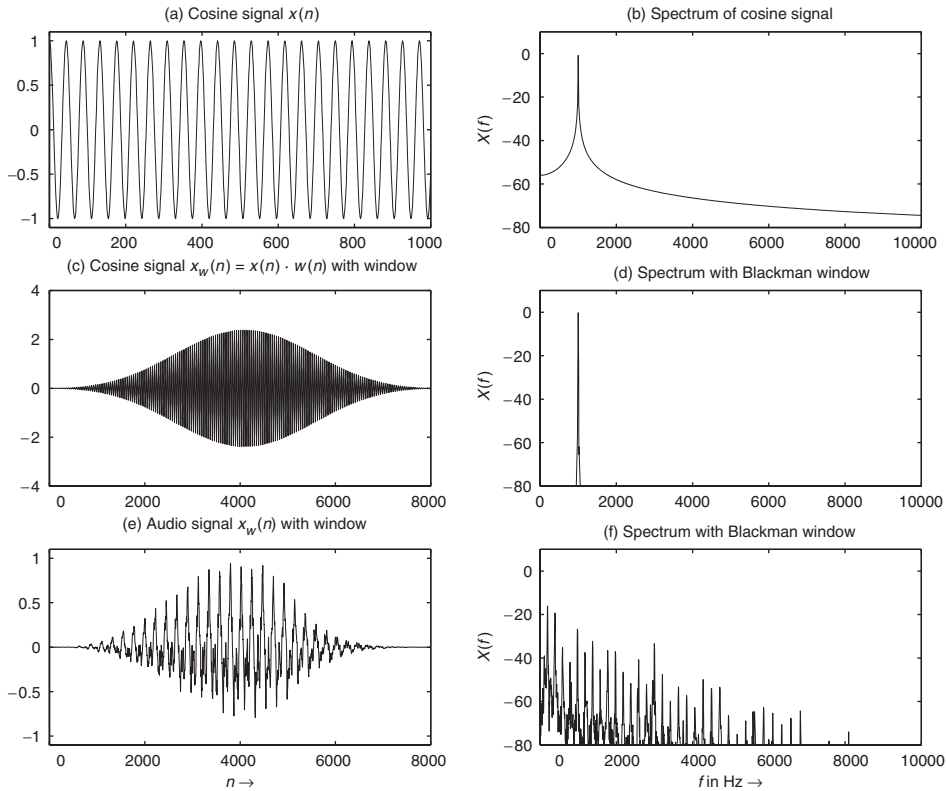 (a) Cosine signal x(n)
1
0.5
0
−0.5
−1
0 200 400 600 800 1000
(b) Spectrum of cosine signal
X(f)
0
−20
−40
−60
−80
0 2000 4000 6000 8000 10000
(c) Cosine signal x_w(n) = x(n) · w(n) with window
4
2
0
−2
−4
0 2000 4000 6000 8000
(d) Spectrum with Blackman window
X(f)
0
−20
−40
−60
−80
0 2000 4000 6000 8000 10000
(e) Audio signal x_w(n) with window
1
0.5
0
−0.5
−1
0 2000 4000 6000 8000
n →
(f) Spectrum with Blackman window
X(f)
0
−20
−40
−60
−80
0 2000 4000 6000 8000 10000
f in Hz →